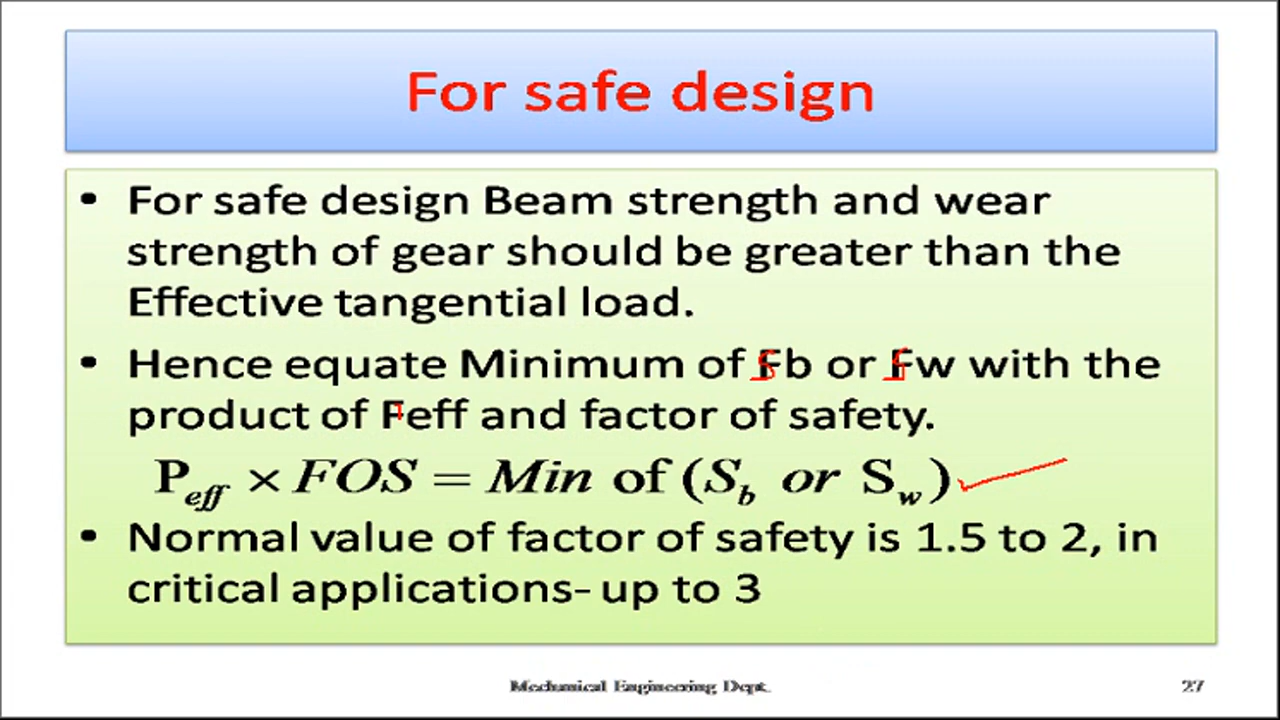 For safe design
• For safe design Beam strength and wear
strength of gear should be greater than the
Effective tangential load.
• Hence equate Minimum of Fb or Fw with the
product of Feff and factor of safety.
P_eff × FOS = Min of (S_b or S_w)
• Normal value of factor of safety is 1.5 to 2, in
critical applications- up to 3
Mechanical Engineering Dept.
27